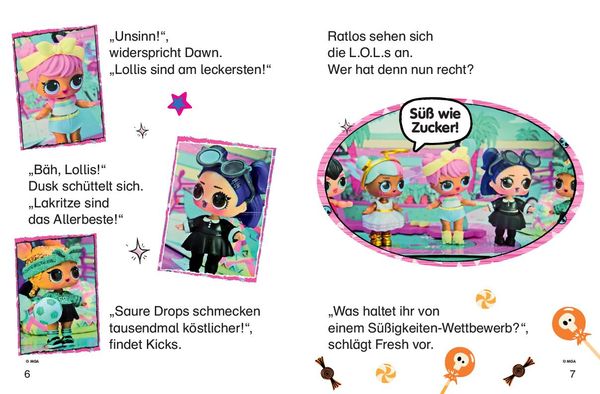 „Unsinn!“,
widerspricht Dawn.
„Lollis sind am leckersten!“
„Bäh, Lollis!“
Dusk schüttelt sich.
„Lakritze sind
das Allerbeste!“
„Saure Drops schmecken
tausendmal köstlicher!“,
findet Kicks.
© MGA
6
Ratlos sehen sich
die L.O.L.s an.
Wer hat denn nun recht?
Süß wie
Zucker!
„Was haltet ihr von
einem Süßigkeiten-Wettbewerb?“,
schlägt Fresh vor.
© MGA
7